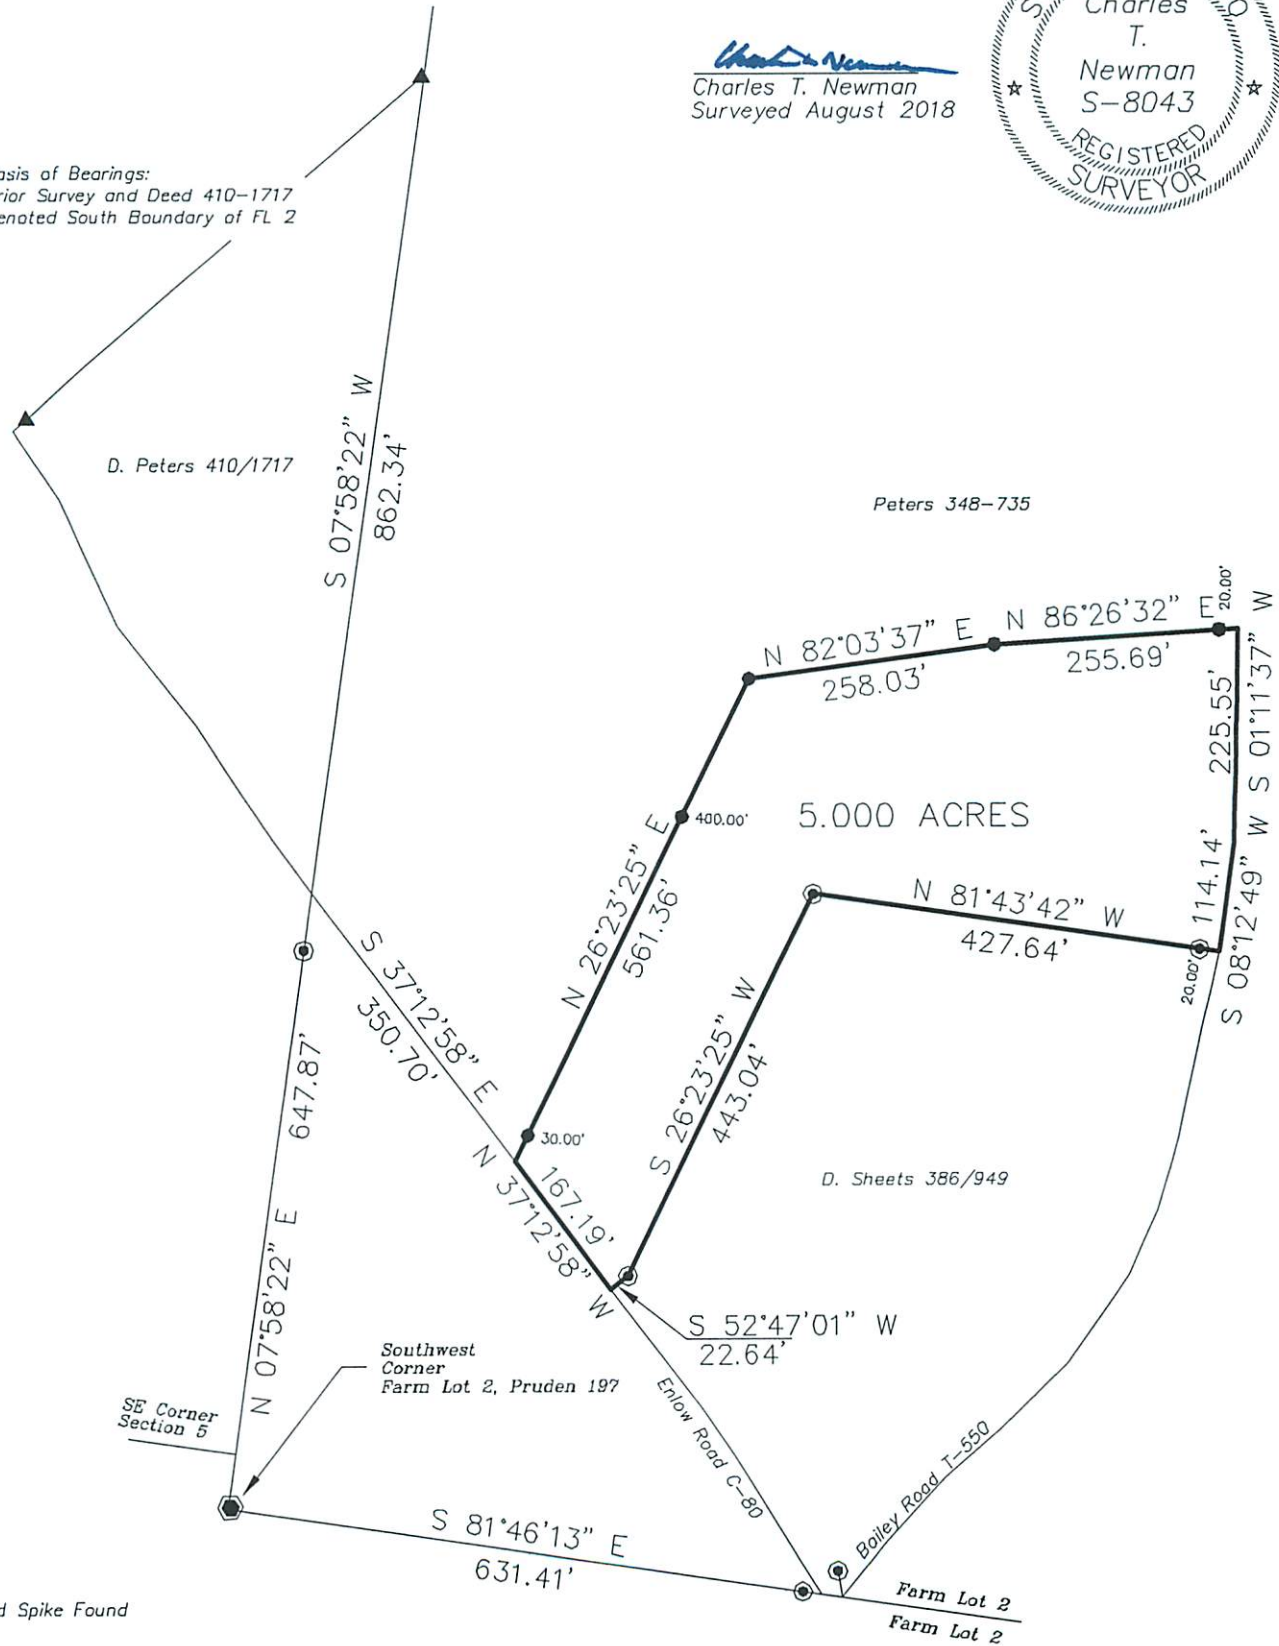 Charles T. Newman
Surveyed August 2018
Charles
T.
Newman
S-8043
REGISTERED
SURVEYOR
asis of Bearings:
rior Survey and Deed 410-1717
enoted South Boundary of FL 2
D. Peters 410/1717
S 07°58'22" W
862.34'
Peters 348-735
N 82°03'37" E
258.03'
N 86°26'32" E
255.69'
20.00'
S 01°11'37" W
225.55'
5.000 ACRES
400.00'
N 26°23'25" E
561.36'
N 81°43'42" W
427.64'
114.14'
S 08°12'49" W
20.00'
S 37°12'58" E
350.70'
647.87'
N 07°58'22" E
30.00'
167.19'
N 37°12'58" W
S 26°23'25" W
443.04'
D. Sheets 386/949
S 52°47'01" W
22.64'
Southwest
Corner
Farm Lot 2, Pruden 197
SE Corner
Section 5
Enlow Road C-80
Bailey Road T-550
S 81°46'13" E
631.41'
Farm Lot 2
Farm Lot 2
d Spike Found